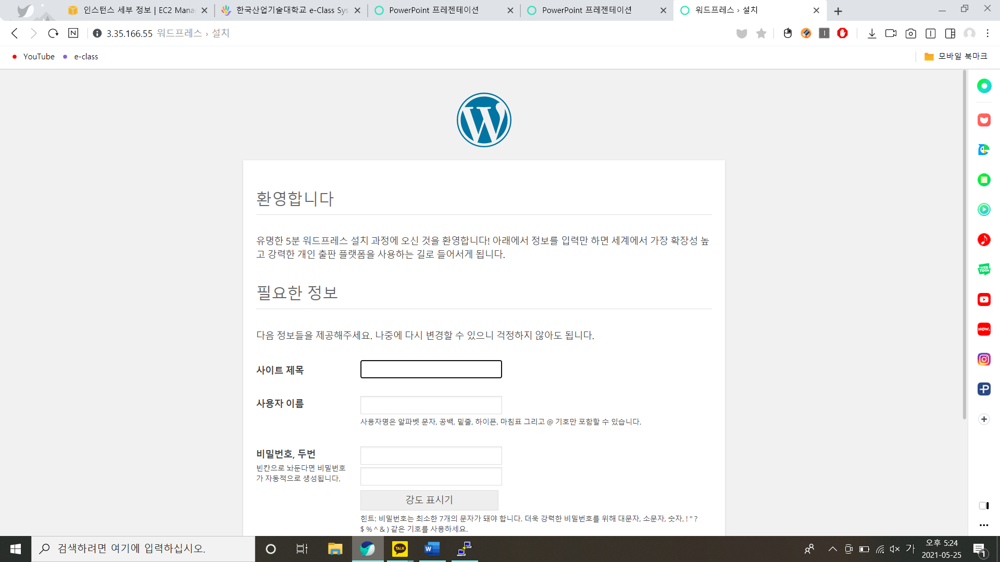 인스턴스 세부 정보 | EC2 Mana
한국산업기술대학교 e-Class Sys
PowerPoint 프레젠테이션
PowerPoint 프레젠테이션
워드프레스 › 설치
N
3.35.166.55 워드프레스 › 설치
YouTube
e-class
모바일 북마크
환영합니다
유명한 5분 워드프레스 설치 과정에 오신 것을 환영합니다! 아래에서 정보를 입력만 하면 세계에서 가장 확장성 높
고 강력한 개인 출판 플랫폼을 사용하는 길로 들어서게 됩니다.
필요한 정보
다음 정보들을 제공해주세요. 나중에 다시 변경할 수 있으니 걱정하지 않아도 됩니다.
사이트 제목
사용자 이름
사용자명은 알파벳 문자, 공백, 밑줄, 하이픈, 마침표 그리고 @ 기호만 포함할 수 있습니다.
비밀번호, 두번
빈칸으로 놔둔다면 비밀번호
가 자동적으로 생성됩니다.
강도 표시기
힌트: 비밀번호는 최소한 7개의 문자가 돼야 합니다. 더욱 강력한 비밀번호를 위해 대문자, 소문자, 숫자, ! " ?
$ % ^ & ) 같은 기호를 사용하세요.
WEB
TOON
NOW.
검색하려면 여기에 입력하십시오.
TALK
W
가
오후 5:24
2021-05-25
1